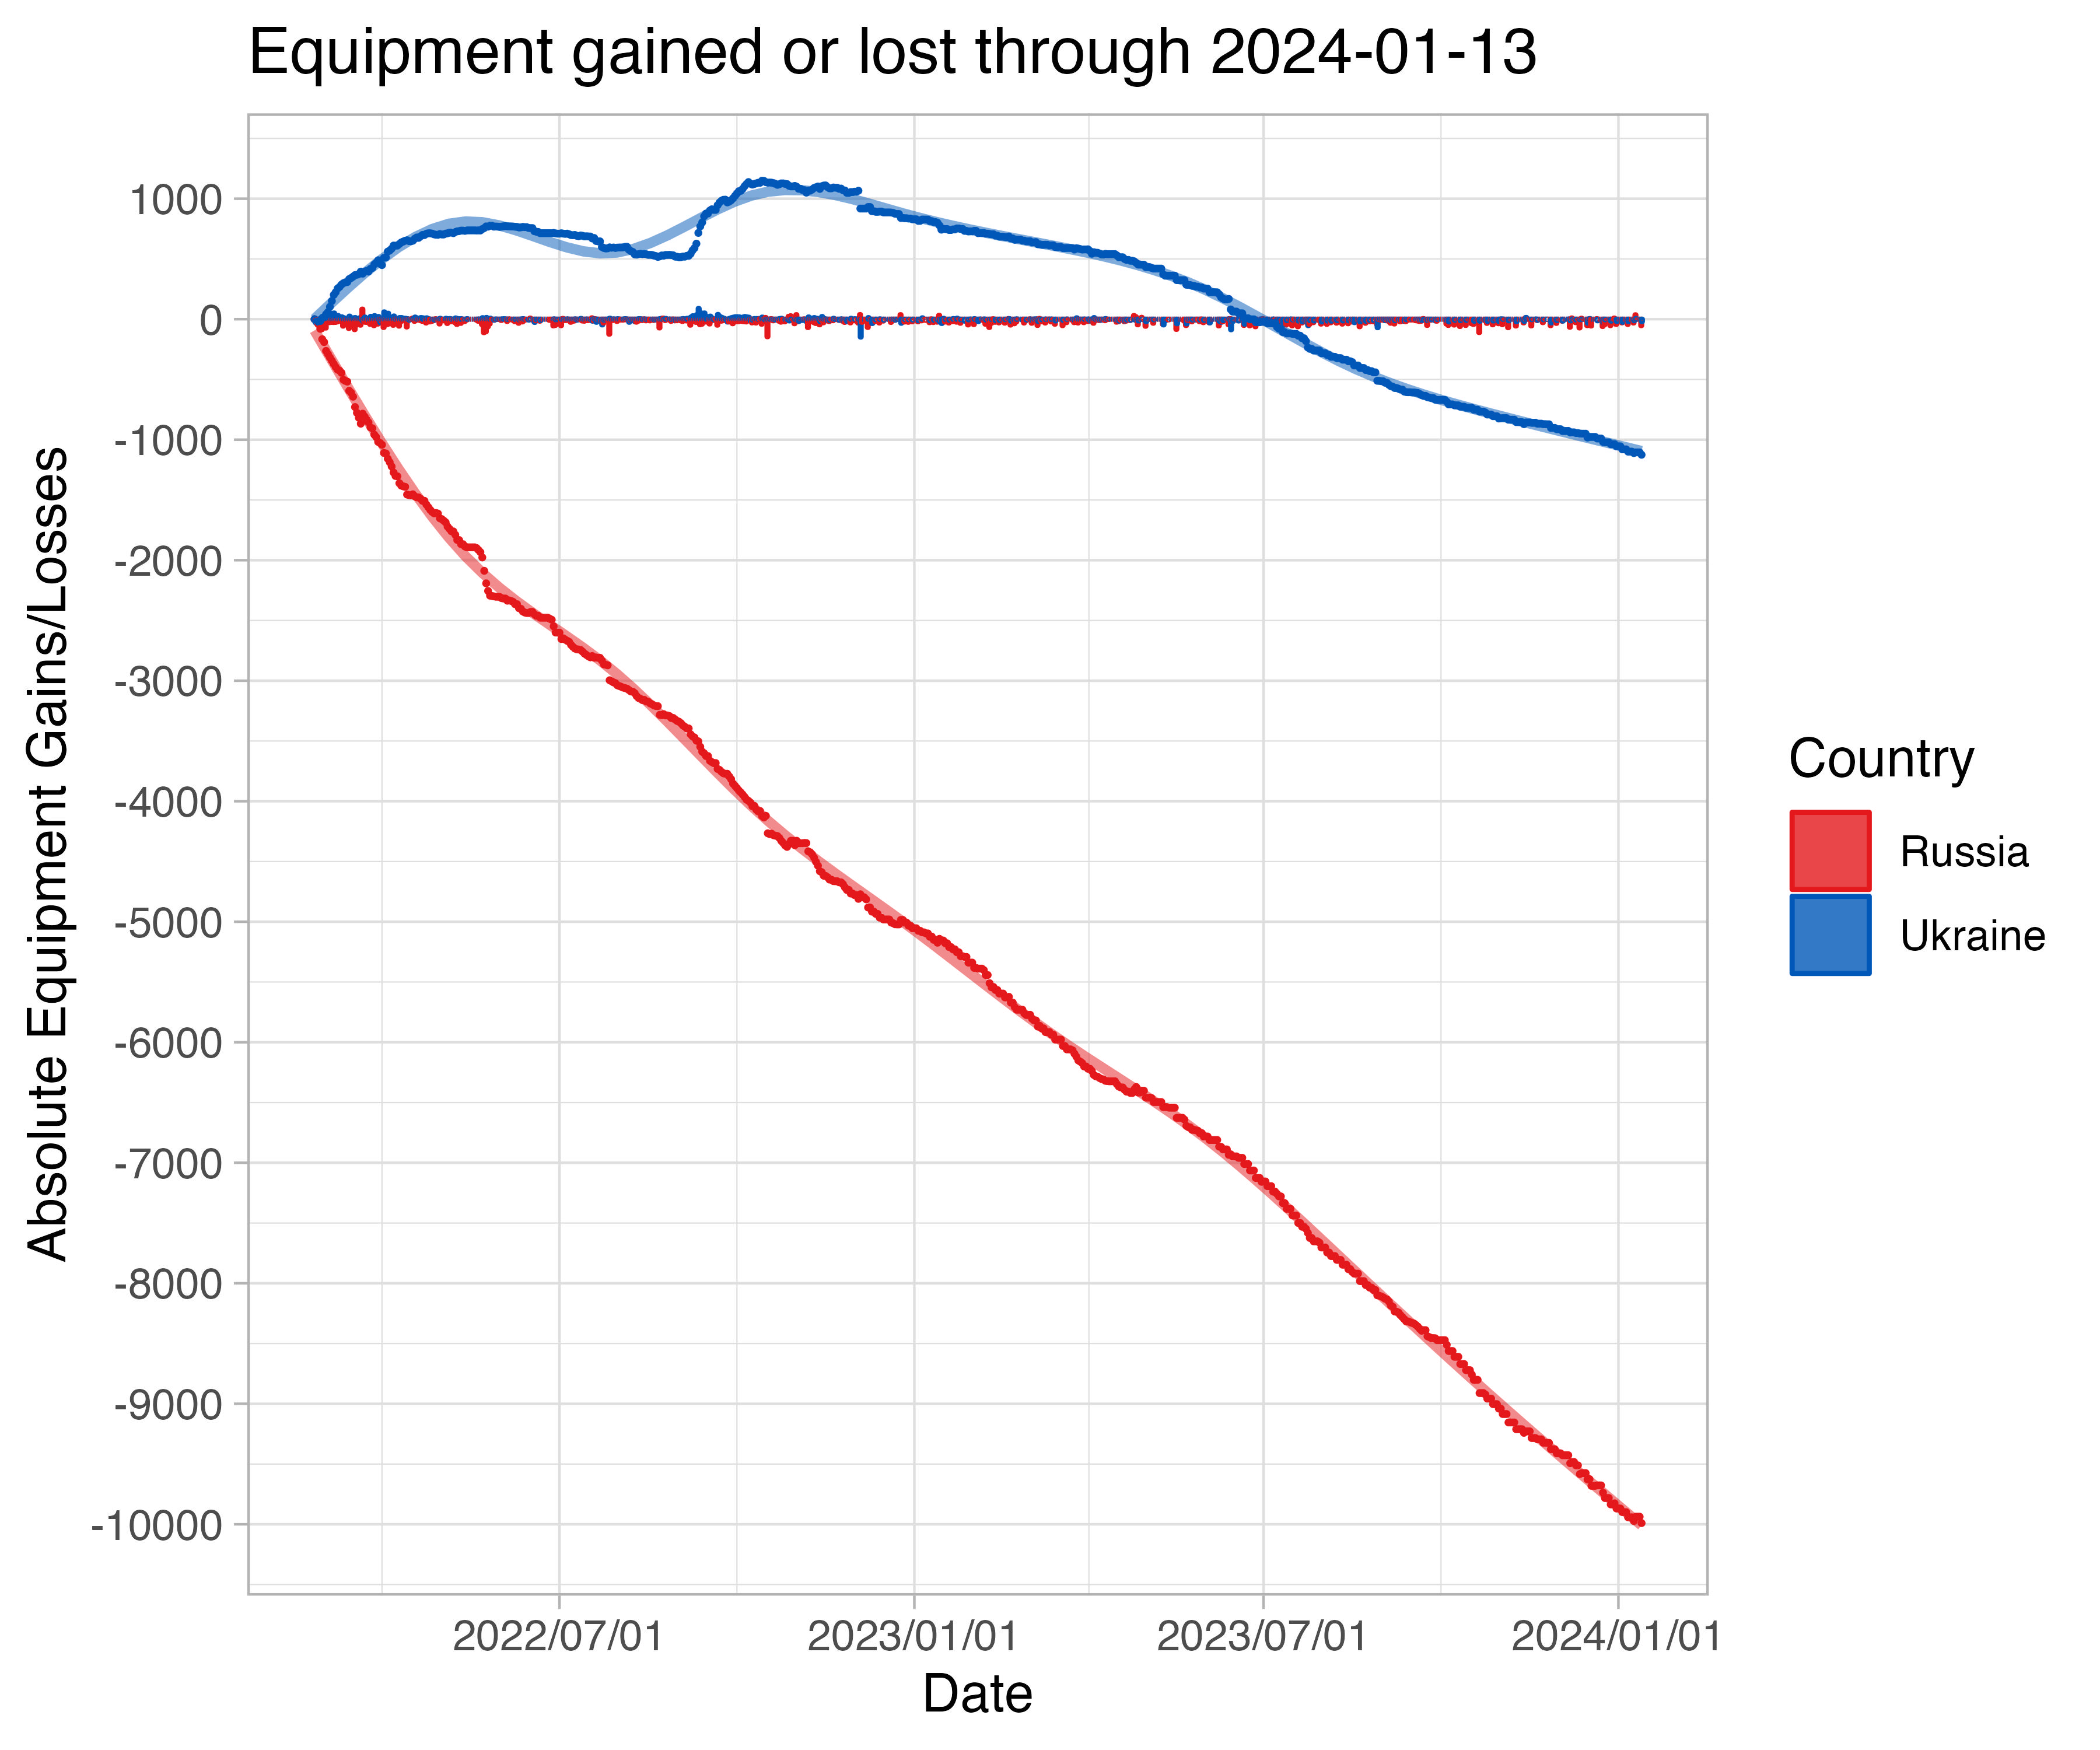 Equipment gained or lost through 2024-01-13
Absolute Equipment Gains/Losses
1000
0
-1000
-2000
-3000
-4000
-5000
-6000
-7000
-8000
-9000
-10000
2022/07/01
2023/01/01
2023/07/01
2024/01/01
Date
Country
Russia
Ukraine